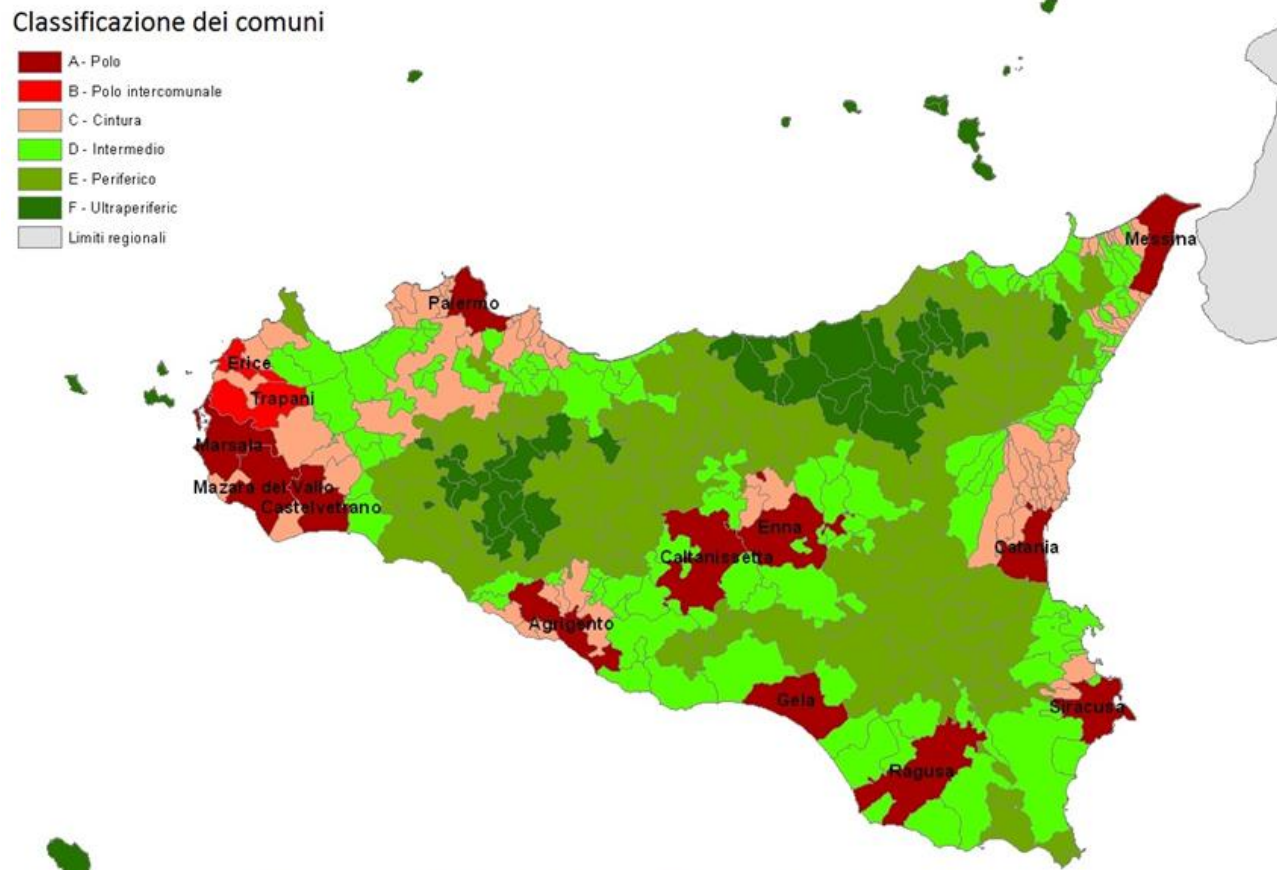 Classificazione dei comuni
A - Polo
B - Polo intercomunale
C - Cintura
D - Intermedio
E - Periferico
F - Ultraperiferic
Limiti regionali
Messina
Palermo
Erice
Trapani
Marsala
Mazara del Vallo
Castelvetrano
Enna
Caltanissetta
Catania
Agrigento
Gela
Siracusa
Ragusa